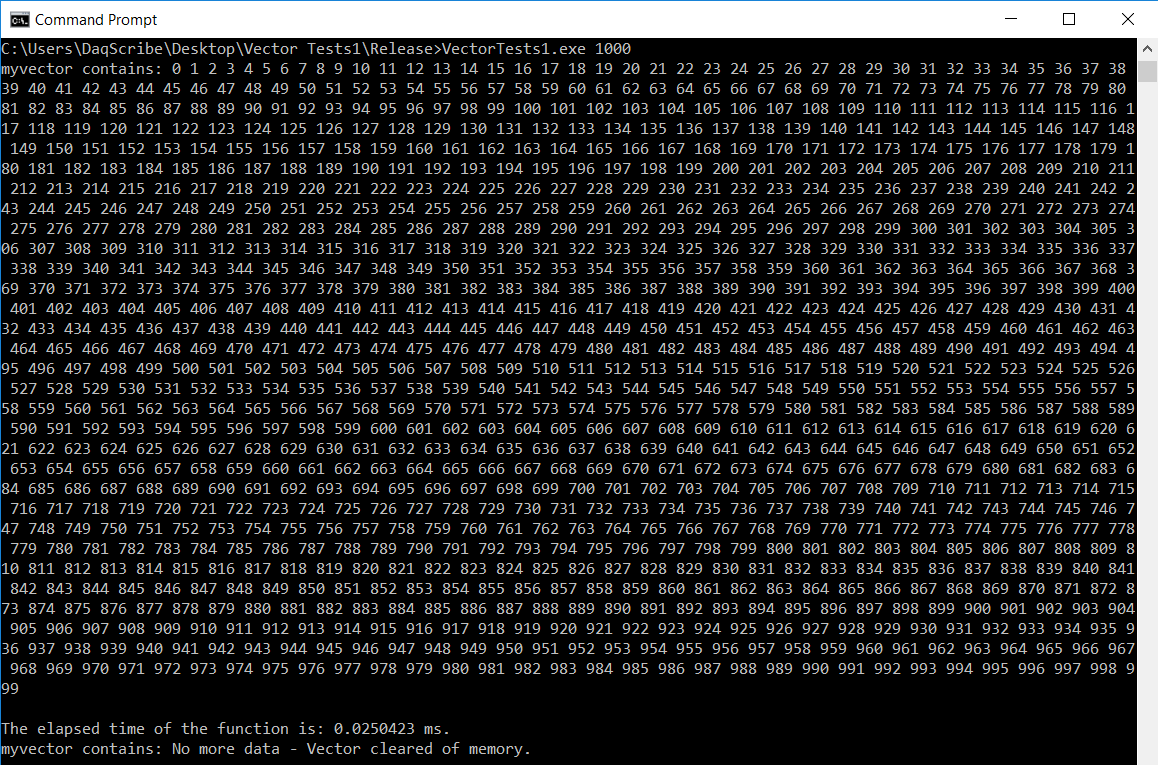 Command Prompt
C:\Users\DaqScribe\Desktop\Vector Tests1\Release>VectorTests1.exe 1000
myvector contains: 0 1 2 3 4 5 6 7 8 9 10 11 12 13 14 15 16 17 18 19 20 21 22 23 24 25 26 27 28 29 30 31 32 33 34 35 36 37 38
39 40 41 42 43 44 45 46 47 48 49 50 51 52 53 54 55 56 57 58 59 60 61 62 63 64 65 66 67 68 69 70 71 72 73 74 75 76 77 78 79 80
81 82 83 84 85 86 87 88 89 90 91 92 93 94 95 96 97 98 99 100 101 102 103 104 105 106 107 108 109 110 111 112 113 114 115 116 1
17 118 119 120 121 122 123 124 125 126 127 128 129 130 131 132 133 134 135 136 137 138 139 140 141 142 143 144 145 146 147 148
149 150 151 152 153 154 155 156 157 158 159 160 161 162 163 164 165 166 167 168 169 170 171 172 173 174 175 176 177 178 179 1
80 181 182 183 184 185 186 187 188 189 190 191 192 193 194 195 196 197 198 199 200 201 202 203 204 205 206 207 208 209 210 211
212 213 214 215 216 217 218 219 220 221 222 223 224 225 226 227 228 229 230 231 232 233 234 235 236 237 238 239 240 241 242 2
43 244 245 246 247 248 249 250 251 252 253 254 255 256 257 258 259 260 261 262 263 264 265 266 267 268 269 270 271 272 273 274
275 276 277 278 279 280 281 282 283 284 285 286 287 288 289 290 291 292 293 294 295 296 297 298 299 300 301 302 303 304 305 3
06 307 308 309 310 311 312 313 314 315 316 317 318 319 320 321 322 323 324 325 326 327 328 329 330 331 332 333 334 335 336 337
338 339 340 341 342 343 344 345 346 347 348 349 350 351 352 353 354 355 356 357 358 359 360 361 362 363 364 365 366 367 368 3
69 370 371 372 373 374 375 376 377 378 379 380 381 382 383 384 385 386 387 388 389 390 391 392 393 394 395 396 397 398 399 400
401 402 403 404 405 406 407 408 409 410 411 412 413 414 415 416 417 418 419 420 421 422 423 424 425 426 427 428 429 430 431 4
32 433 434 435 436 437 438 439 440 441 442 443 444 445 446 447 448 449 450 451 452 453 454 455 456 457 458 459 460 461 462 463
464 465 466 467 468 469 470 471 472 473 474 475 476 477 478 479 480 481 482 483 484 485 486 487 488 489 490 491 492 493 494 4
95 496 497 498 499 500 501 502 503 504 505 506 507 508 509 510 511 512 513 514 515 516 517 518 519 520 521 522 523 524 525 526
527 528 529 530 531 532 533 534 535 536 537 538 539 540 541 542 543 544 545 546 547 548 549 550 551 552 553 554 555 556 557 5
58 559 560 561 562 563 564 565 566 567 568 569 570 571 572 573 574 575 576 577 578 579 580 581 582 583 584 585 586 587 588 589
590 591 592 593 594 595 596 597 598 599 600 601 602 603 604 605 606 607 608 609 610 611 612 613 614 615 616 617 618 619 620 6
21 622 623 624 625 626 627 628 629 630 631 632 633 634 635 636 637 638 639 640 641 642 643 644 645 646 647 648 649 650 651 652
653 654 655 656 657 658 659 660 661 662 663 664 665 666 667 668 669 670 671 672 673 674 675 676 677 678 679 680 681 682 683 6
84 685 686 687 688 689 690 691 692 693 694 695 696 697 698 699 700 701 702 703 704 705 706 707 708 709 710 711 712 713 714 715
716 717 718 719 720 721 722 723 724 725 726 727 728 729 730 731 732 733 734 735 736 737 738 739 740 741 742 743 744 745 746 7
47 748 749 750 751 752 753 754 755 756 757 758 759 760 761 762 763 764 765 766 767 768 769 770 771 772 773 774 775 776 777 778
779 780 781 782 783 784 785 786 787 788 789 790 791 792 793 794 795 796 797 798 799 800 801 802 803 804 805 806 807 808 809 8
10 811 812 813 814 815 816 817 818 819 820 821 822 823 824 825 826 827 828 829 830 831 832 833 834 835 836 837 838 839 840 841
842 843 844 845 846 847 848 849 850 851 852 853 854 855 856 857 858 859 860 861 862 863 864 865 866 867 868 869 870 871 872 8
73 874 875 876 877 878 879 880 881 882 883 884 885 886 887 888 889 890 891 892 893 894 895 896 897 898 899 900 901 902 903 904
905 906 907 908 909 910 911 912 913 914 915 916 917 918 919 920 921 922 923 924 925 926 927 928 929 930 931 932 933 934 935 9
36 937 938 939 940 941 942 943 944 945 946 947 948 949 950 951 952 953 954 955 956 957 958 959 960 961 962 963 964 965 966 967
968 969 970 971 972 973 974 975 976 977 978 979 980 981 982 983 984 985 986 987 988 989 990 991 992 993 994 995 996 997 998 9
99
The elapsed time of the function is: 0.0250423 ms.
myvector contains: No more data - Vector cleared of memory.